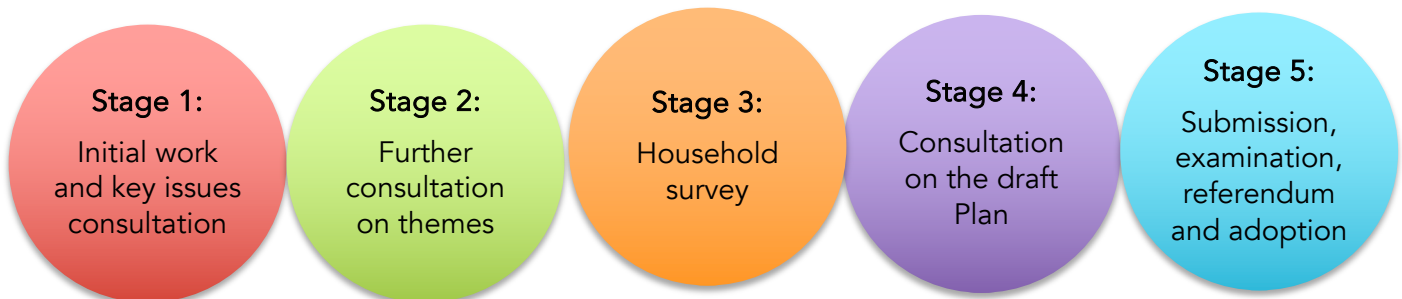 Stage 1:
Initial work
and key issues
consultation
Stage 2:
Further
consultation
on themes
Stage 3:
Household
survey
Stage 4:
Consultation
on the draft
Plan
Stage 5:
Submission,
examination,
referendum
and adoption